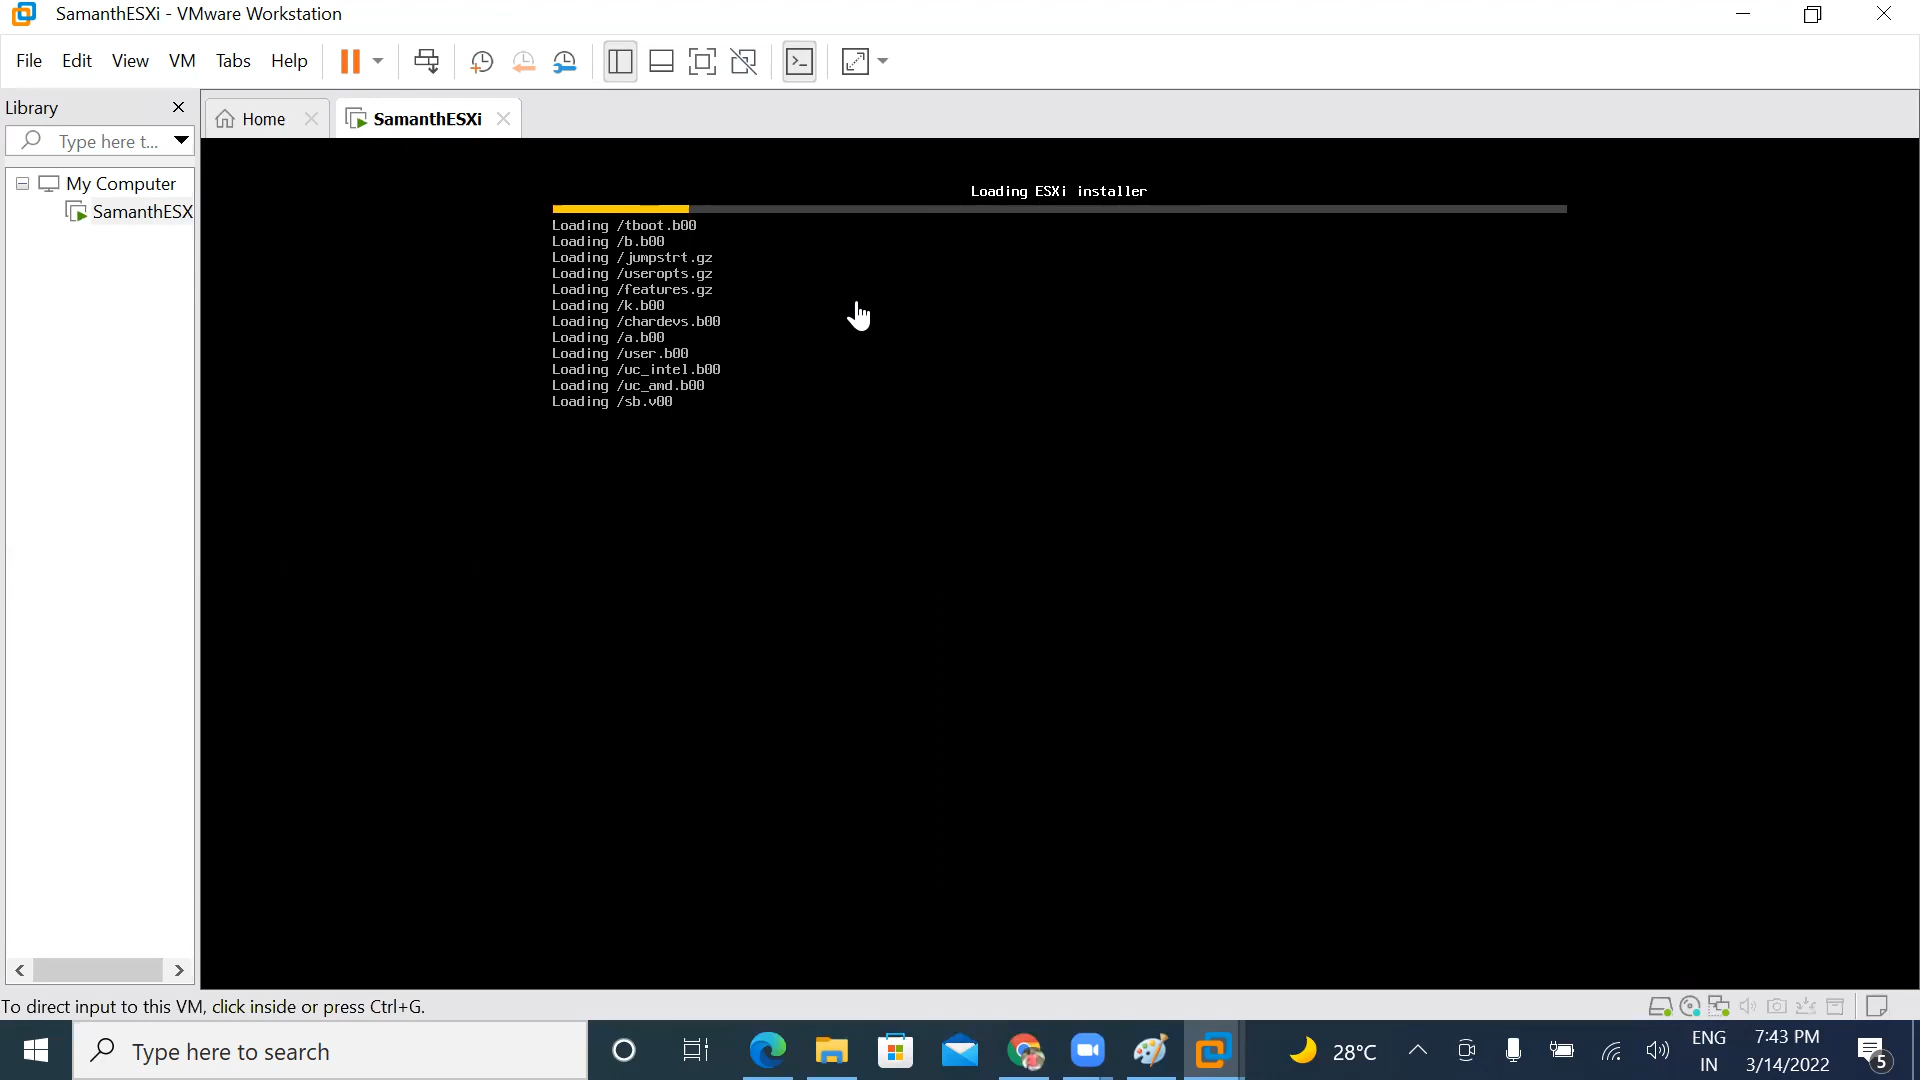 SamanthESXi - VMware Workstation
File Edit View VM Tabs Help
Library
Type here t...
My Computer
SamanthESX
Home
SamanthESXi
Loading ESXi installer
Loading /tboot.b00
Loading /b.b00
Loading /jumpstrt.gz
Loading /useropts.gz
Loading /features.gz
Loading /k.b00
Loading /chardevs.b00
Loading /a.b00
Loading /user.b00
Loading /uc_intel.b00
Loading /uc_amd.b00
Loading /sb.v00
To direct input to this VM, click inside or press Ctrl+G.
Type here to search
28°C
ENG
IN
7:43 PM
3/14/2022
5